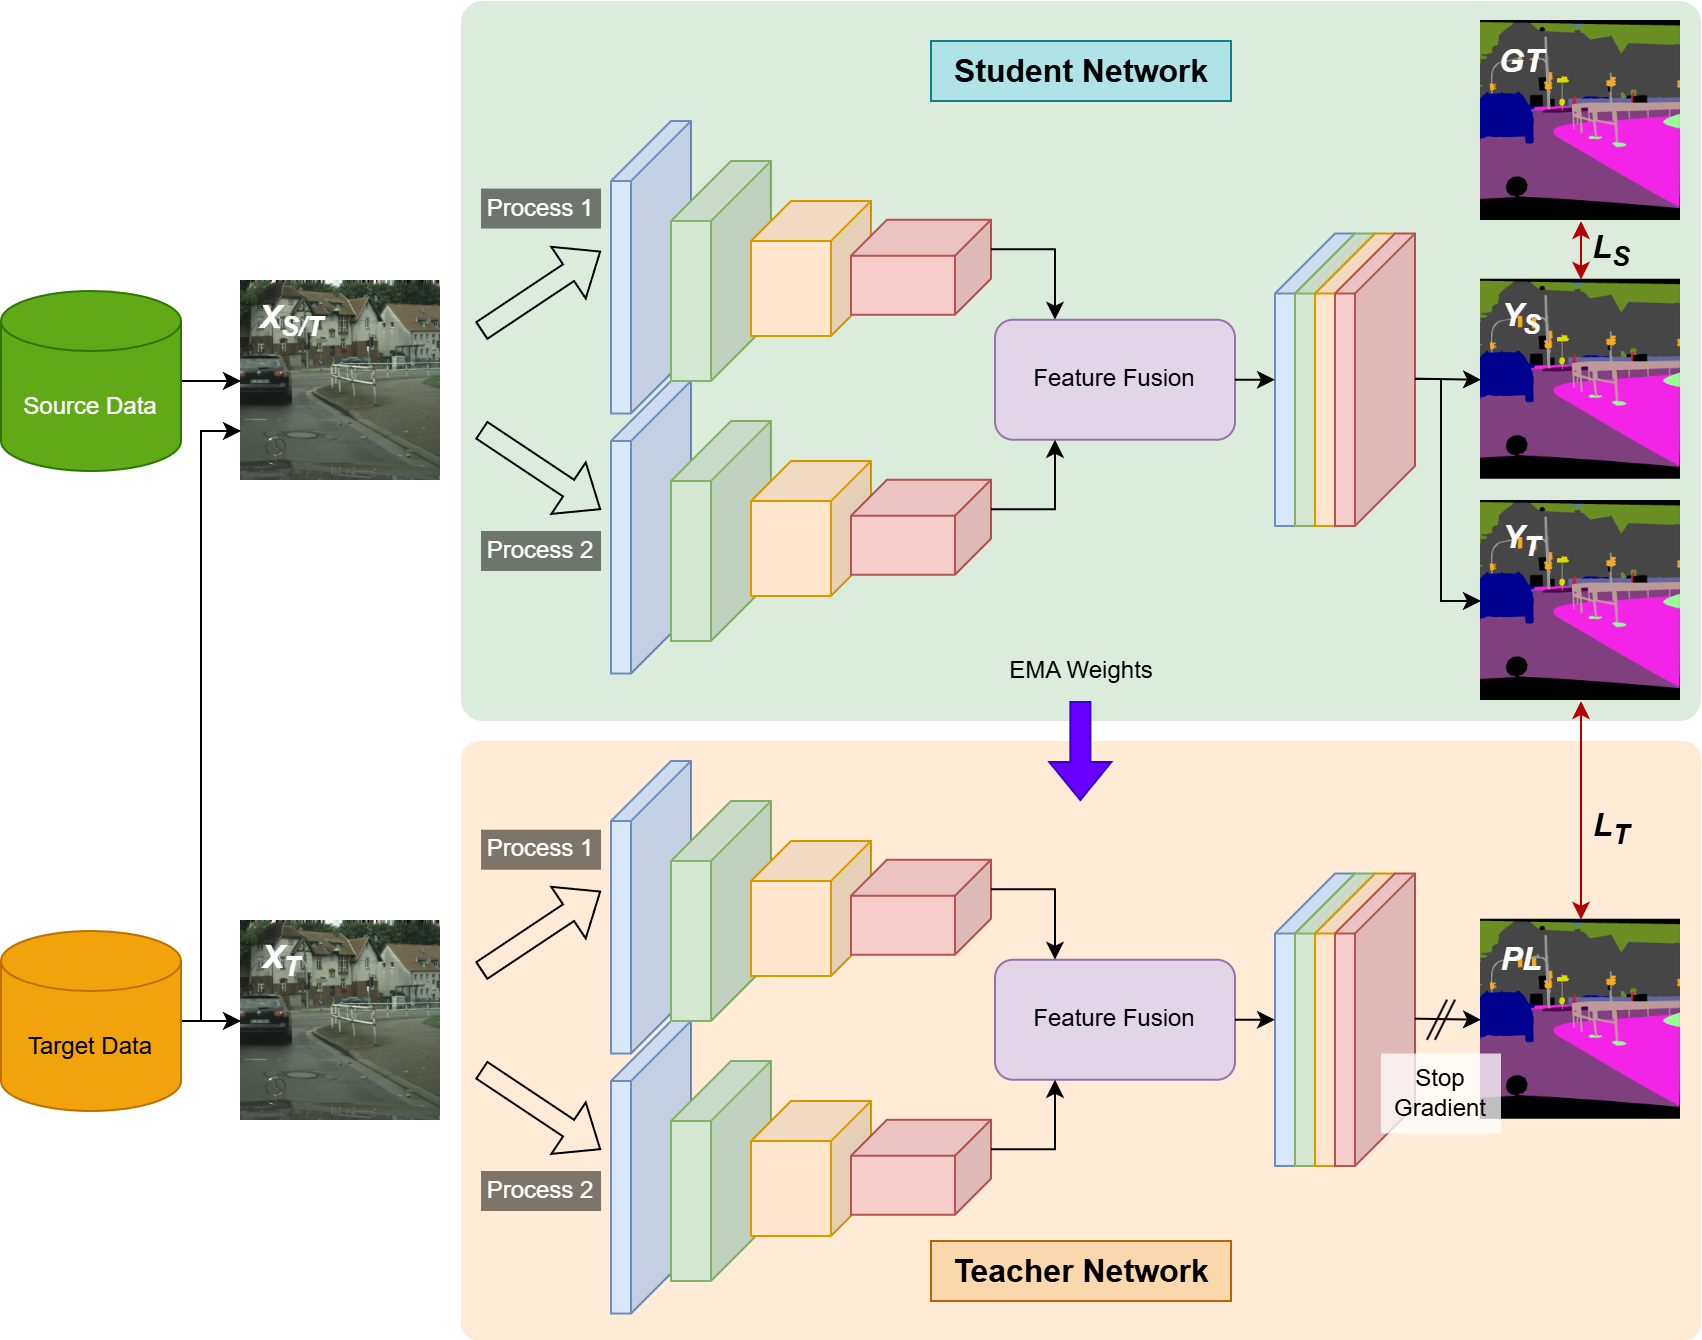 Student Network
GT
Process 1
L_S
X_S/T
Y_S
Feature Fusion
Source Data
Y_T
Process 2
EMA Weights
L_T
Process 1
X_T
PL
Feature Fusion
Target Data
Stop
Gradient
Process 2
Teacher Network